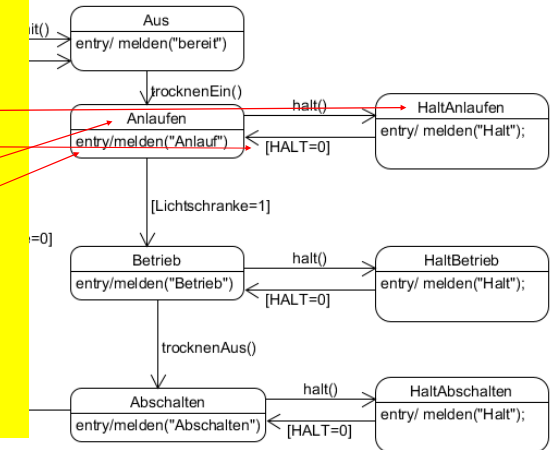 Aus
it()
entry/ melden("bereit")
trocknenEin()
Anlaufen
halt()
HaltAnlaufen
entry/melden("Anlauf")
[HALT=0]
entry/ melden("Halt");
[Lichtschranke=1]
=0]
Betrieb
halt()
HaltBetrieb
entry/melden("Betrieb")
[HALT=0]
entry/ melden("Halt");
trocknenAus()
Abschalten
halt()
HaltAbschalten
entry/melden("Abschalten")
[HALT=0]
entry/ melden("Halt");